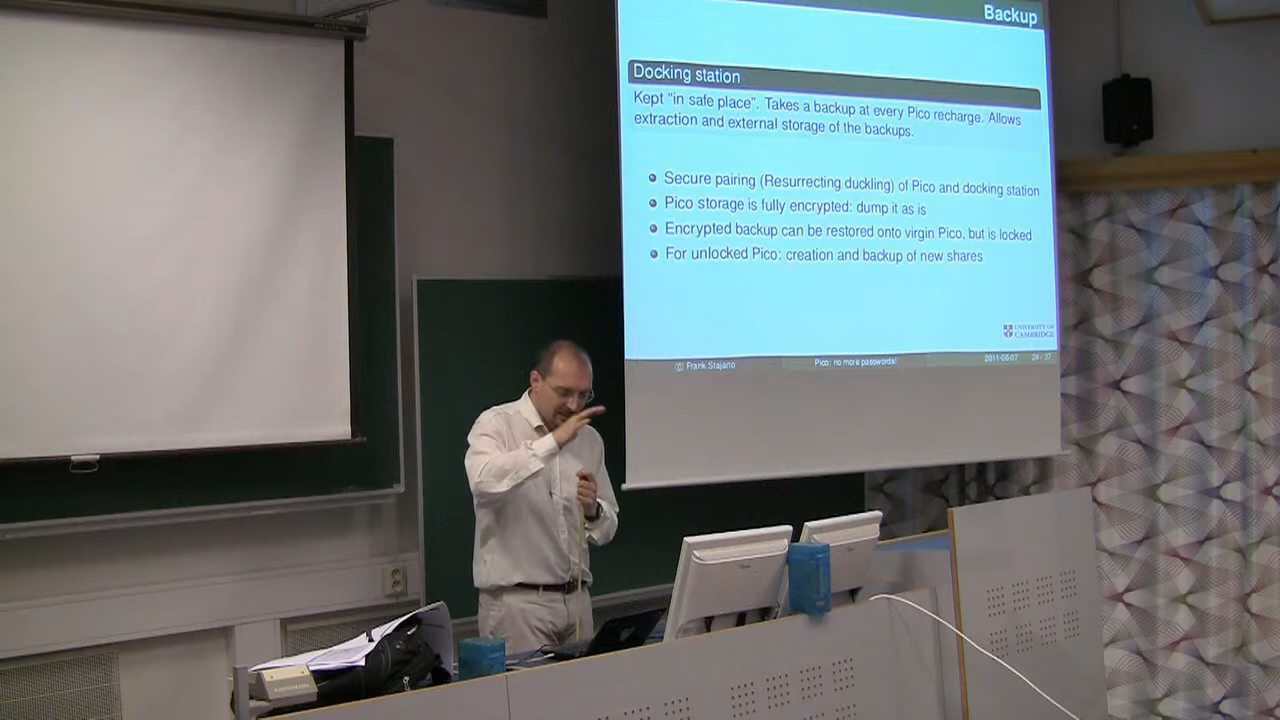 Backup
Docking station
Kept “in safe place”. Takes a backup at every Pico recharge. Allows
extraction and external storage of the backups.
Secure pairing (Resurrecting duckling) of Pico and docking station
Pico storage is fully encrypted: dump it as is
Encrypted backup can be restored onto virgin Pico, but is locked
For unlocked Pico: creation and backup of new shares
UNIVERSITY OF
CAMBRIDGE
© Frank Stajano Pico: no more passwords! 2011-06-07 24 / 37